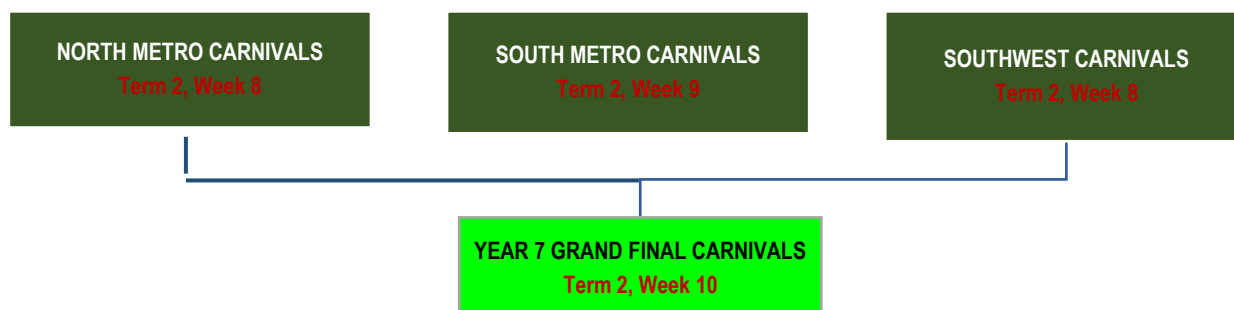 NORTH METRO CARNIVALS
Term 2, Week 8
SOUTH METRO CARNIVALS
Term 2, Week 9
SOUTHWEST CARNIVALS
Term 2, Week 8
YEAR 7 GRAND FINAL CARNIVALS
Term 2, Week 10